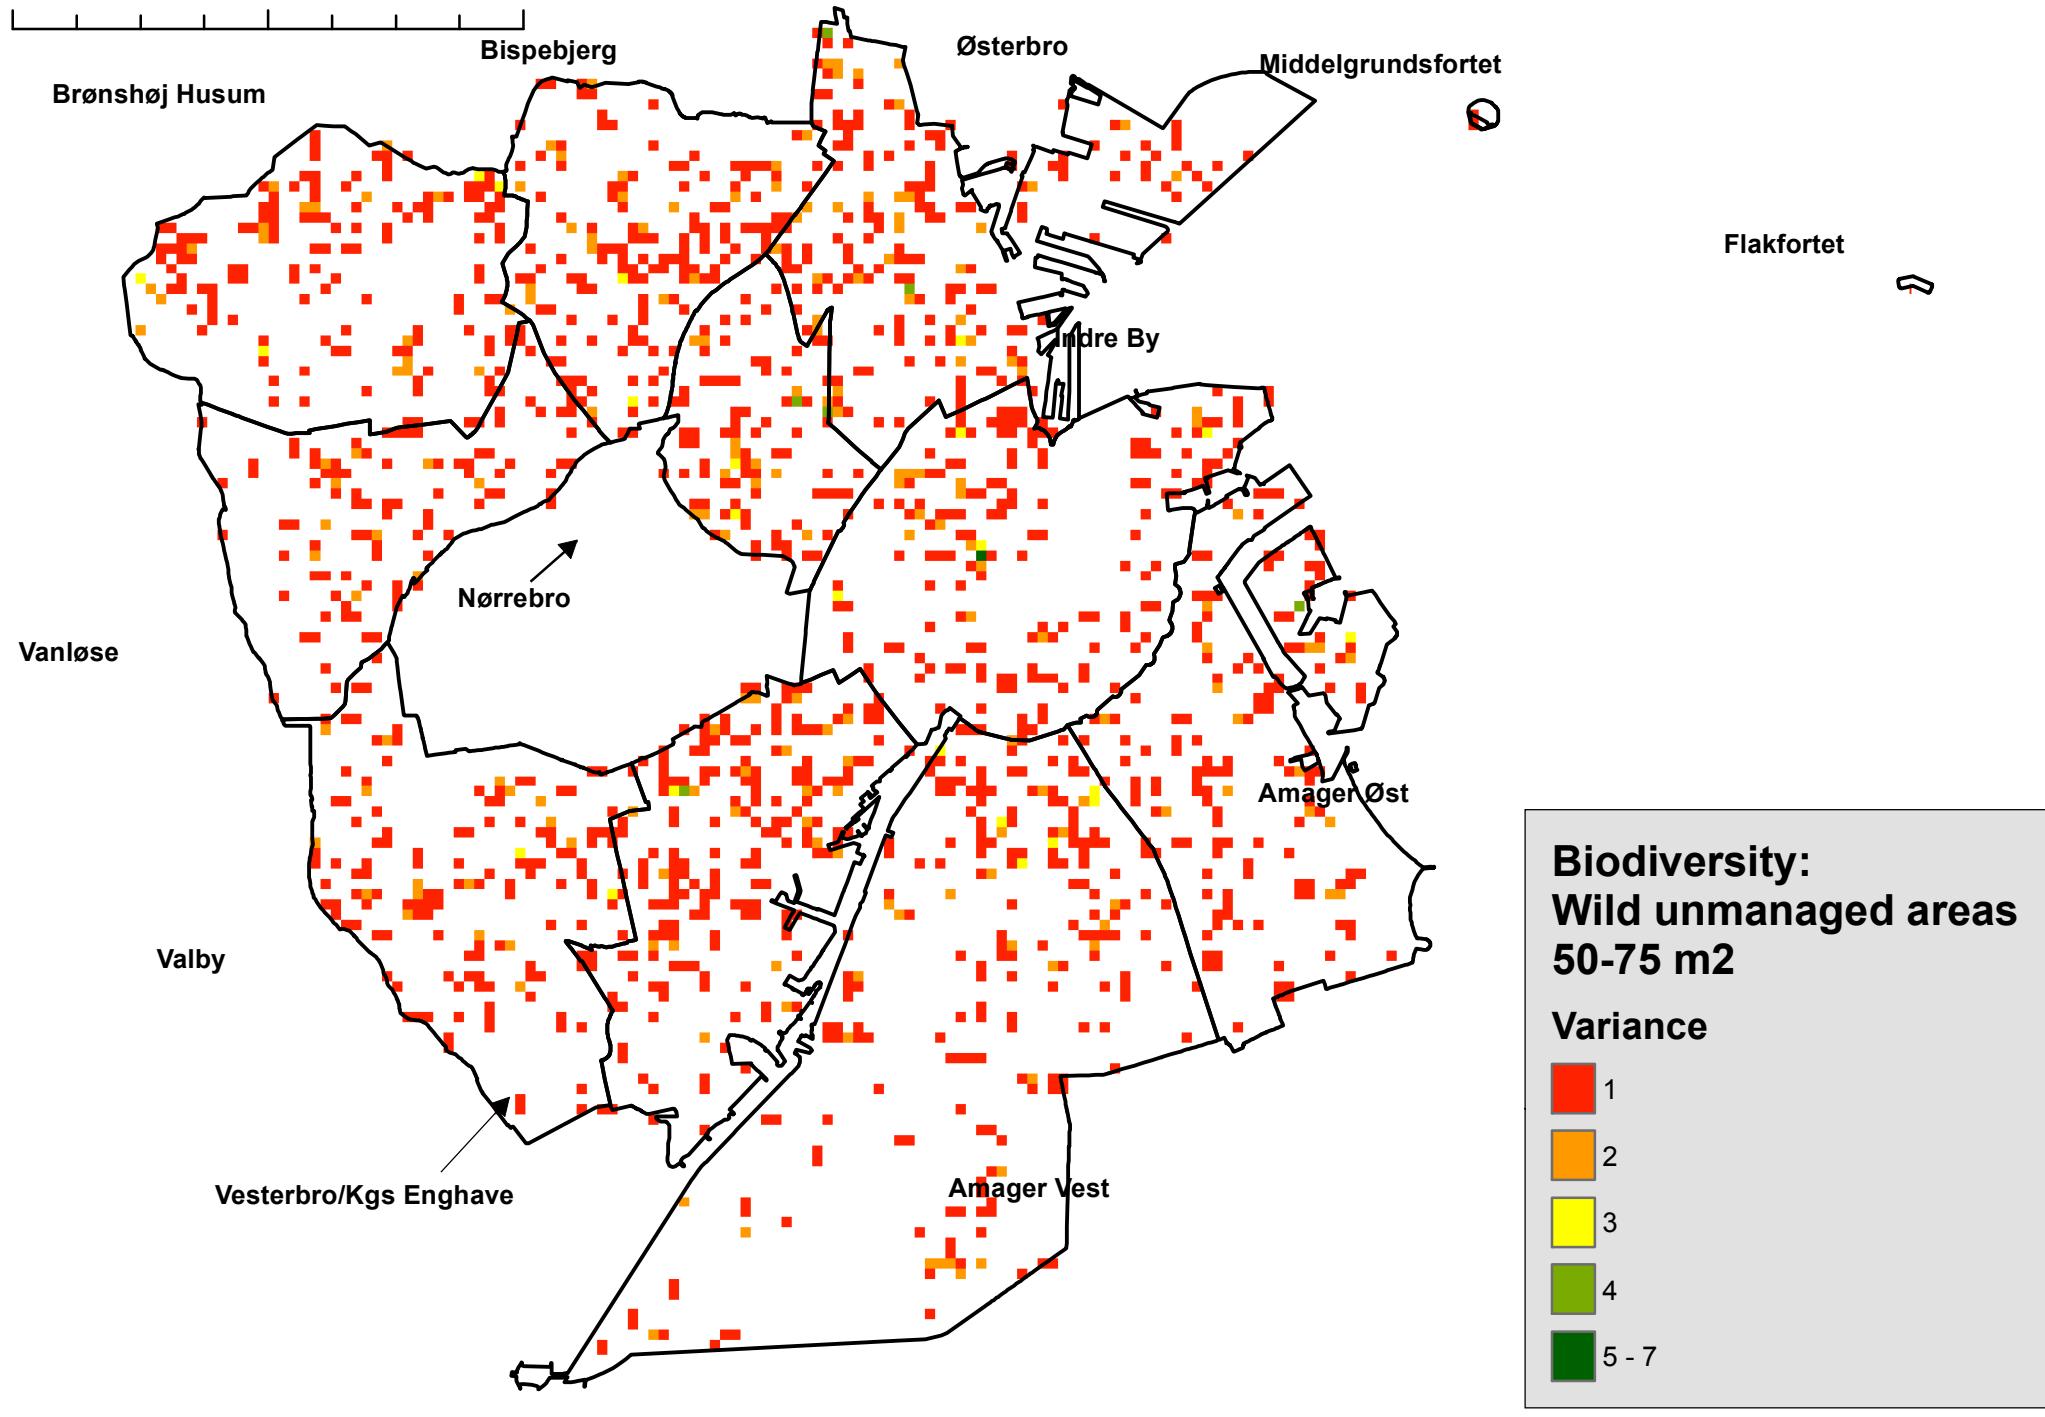 Bispebjerg
Østerbro
Middelgrundsfortet
Brønshøj Husum
Flakfortet
Indre By
Nørrebro
Vanløse
Amager Øst
Valby
Vesterbro/Kgs Enghave
Amager Vest
Biodiversity:
Wild unmanaged areas
50-75 m2
Variance
1
2
3
4
5 - 7